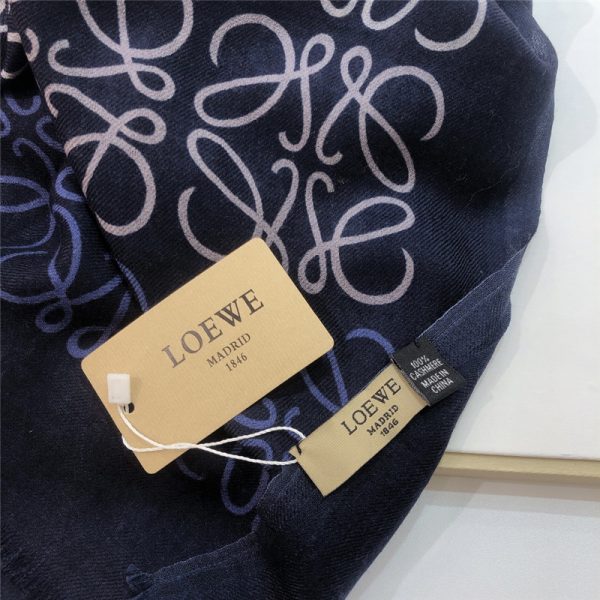 LOEWE
MADRID
1846
LOEWE
MADRID
1846
100%
CASHMERE
MADE IN
CHINA